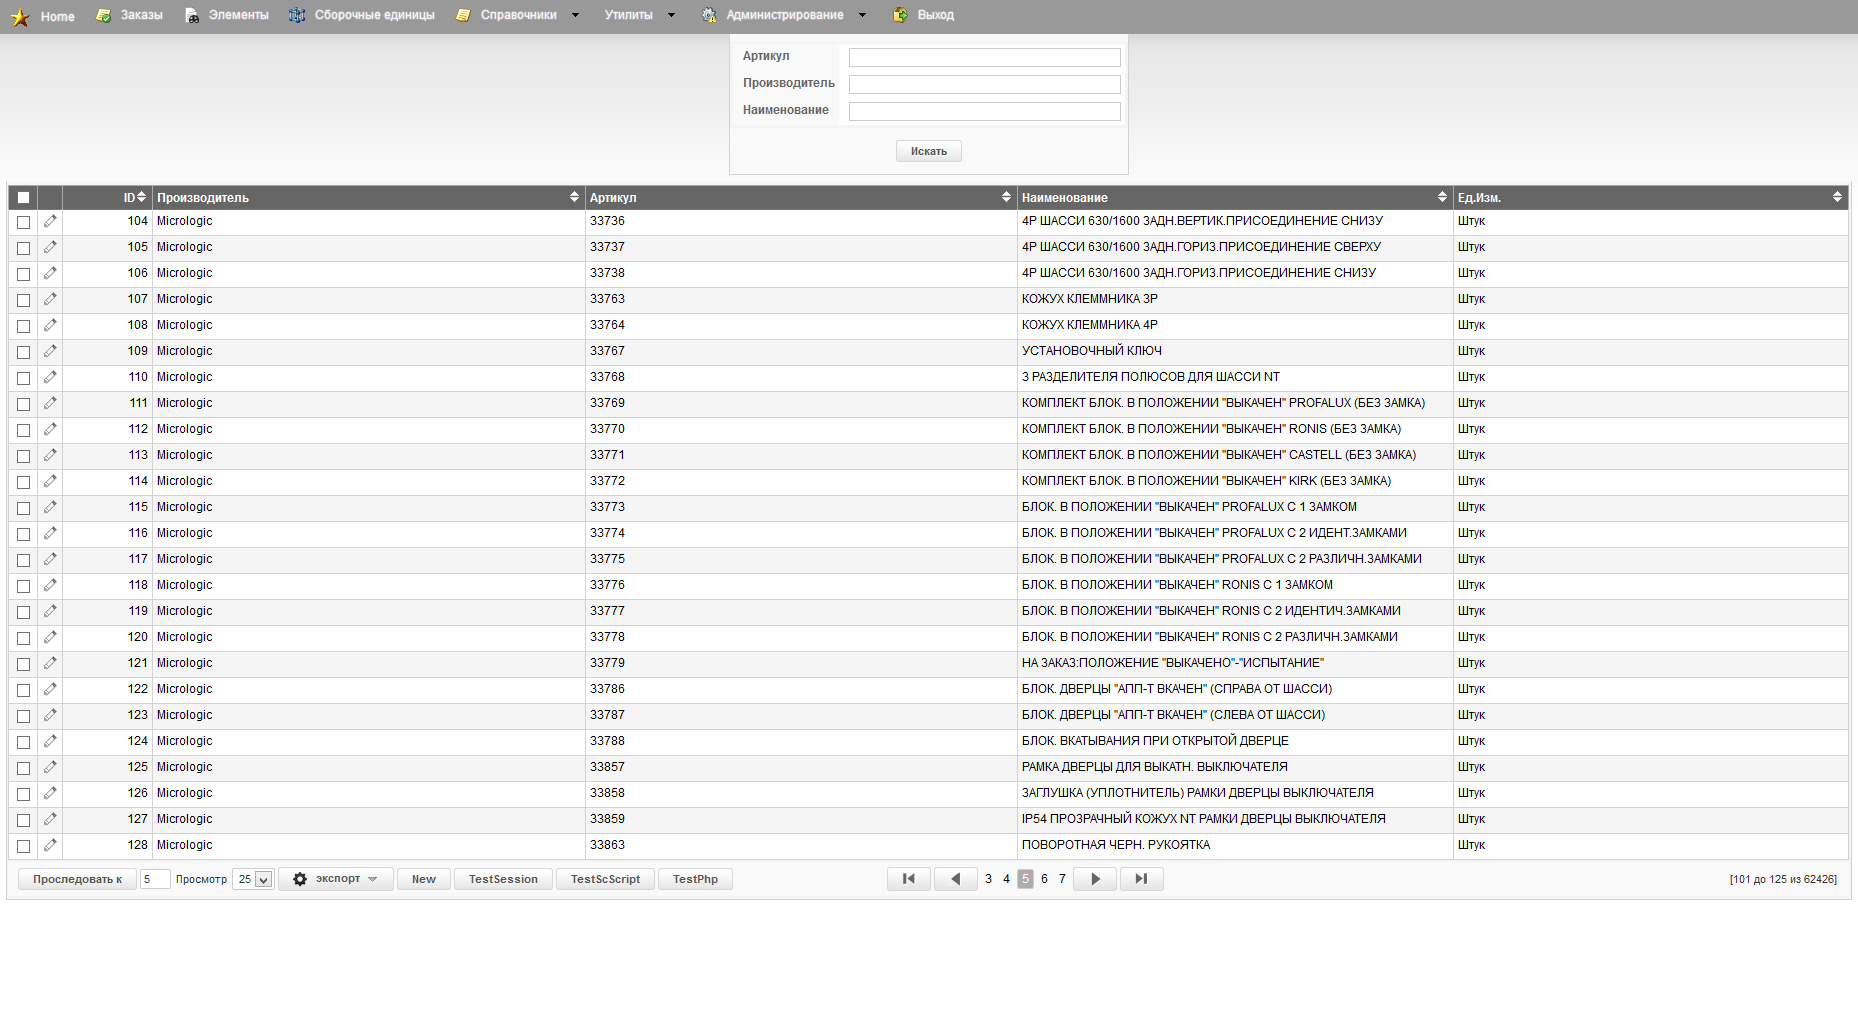 Home Заказы Элементы Сборочные единицы Справочники Утилиты Администрирование Выход
Артикул
Производитель
Наименование
Искать
ID Производитель Артикул Наименование Ед.Изм.
104 Micrologic 33736 4P ШАССИ 630/1600 ЗАДН.ВЕРТИК.ПРИСОЕДИНЕНИЕ СНИЗУ Штук
105 Micrologic 33737 4P ШАССИ 630/1600 ЗАДН.ГОРИЗ.ПРИСОЕДИНЕНИЕ СВЕРХУ Штук
106 Micrologic 33738 4P ШАССИ 630/1600 ЗАДН.ГОРИЗ.ПРИСОЕДИНЕНИЕ СНИЗУ Штук
107 Micrologic 33763 КОЖУХ КЛЕММНИКА 3P Штук
108 Micrologic 33764 КОЖУХ КЛЕММНИКА 4P Штук
109 Micrologic 33767 УСТАНОВОЧНЫЙ КЛЮЧ Штук
110 Micrologic 33768 3 РАЗДЕЛИТЕЛЯ ПОЛЮСОВ ДЛЯ ШАССИ NT Штук
111 Micrologic 33769 КОМПЛЕКТ БЛОК. В ПОЛОЖЕНИИ "ВЫКАЧЕН" PROFALUX (БЕЗ ЗАМКА) Штук
112 Micrologic 33770 КОМПЛЕКТ БЛОК. В ПОЛОЖЕНИИ "ВЫКАЧЕН" RONIS (БЕЗ ЗАМКА) Штук
113 Micrologic 33771 КОМПЛЕКТ БЛОК. В ПОЛОЖЕНИИ "ВЫКАЧЕН" CASTELL (БЕЗ ЗАМКА) Штук
114 Micrologic 33772 КОМПЛЕКТ БЛОК. В ПОЛОЖЕНИИ "ВЫКАЧЕН" KIRK (БЕЗ ЗАМКА) Штук
115 Micrologic 33773 БЛОК. В ПОЛОЖЕНИИ "ВЫКАЧЕН" PROFALUX С 1 ЗАМКОМ Штук
116 Micrologic 33774 БЛОК. В ПОЛОЖЕНИИ "ВЫКАЧЕН" PROFALUX С 2 ИДЕНТ.ЗАМКАМИ Штук
117 Micrologic 33775 БЛОК. В ПОЛОЖЕНИИ "ВЫКАЧЕН" PROFALUX С 2 РАЗЛИЧН.ЗАМКАМИ Штук
118 Micrologic 33776 БЛОК. В ПОЛОЖЕНИИ "ВЫКАЧЕН" RONIS С 1 ЗАМКОМ Штук
119 Micrologic 33777 БЛОК. В ПОЛОЖЕНИИ "ВЫКАЧЕН" RONIS С 2 ИДЕНТИЧ.ЗАМКАМИ Штук
120 Micrologic 33778 БЛОК. В ПОЛОЖЕНИИ "ВЫКАЧЕН" RONIS С 2 РАЗЛИЧН.ЗАМКАМИ Штук
121 Micrologic 33779 НА ЗАКАЗ:ПОЛОЖЕНИЕ "ВЫКАЧЕНО"-"ИСПЫТАНИЕ" Штук
122 Micrologic 33786 БЛОК. ДВЕРЦЫ "АПП-Т ВКАЧЕН" (СПРАВА ОТ ШАССИ) Штук
123 Micrologic 33787 БЛОК. ДВЕРЦЫ "АПП-Т ВКАЧЕН" (СЛЕВА ОТ ШАССИ) Штук
124 Micrologic 33788 БЛОК. ВКАТЫВАНИЯ ПРИ ОТКРЫТОЙ ДВЕРЦЕ Штук
125 Micrologic 33857 РАМКА ДВЕРЦЫ ДЛЯ ВЫКАТН. ВЫКЛЮЧАТЕЛЯ Штук
126 Micrologic 33858 ЗАГЛУШКА (УПЛОТНИТЕЛЬ) РАМКИ ДВЕРЦЫ ВЫКЛЮЧАТЕЛЯ Штук
127 Micrologic 33859 IP54 ПРОЗРАЧНЫЙ КОЖУХ NT РАМКИ ДВЕРЦЫ ВЫКЛЮЧАТЕЛЯ Штук
128 Micrologic 33863 ПОВОРОТНАЯ ЧЕРН. РУКОЯТКА Штук
Проследовать к 5 Просмотр 25 экспорт New TestSession TestScScript TestPhp 3 4 5 6 7 [101 до 125 из 62426]